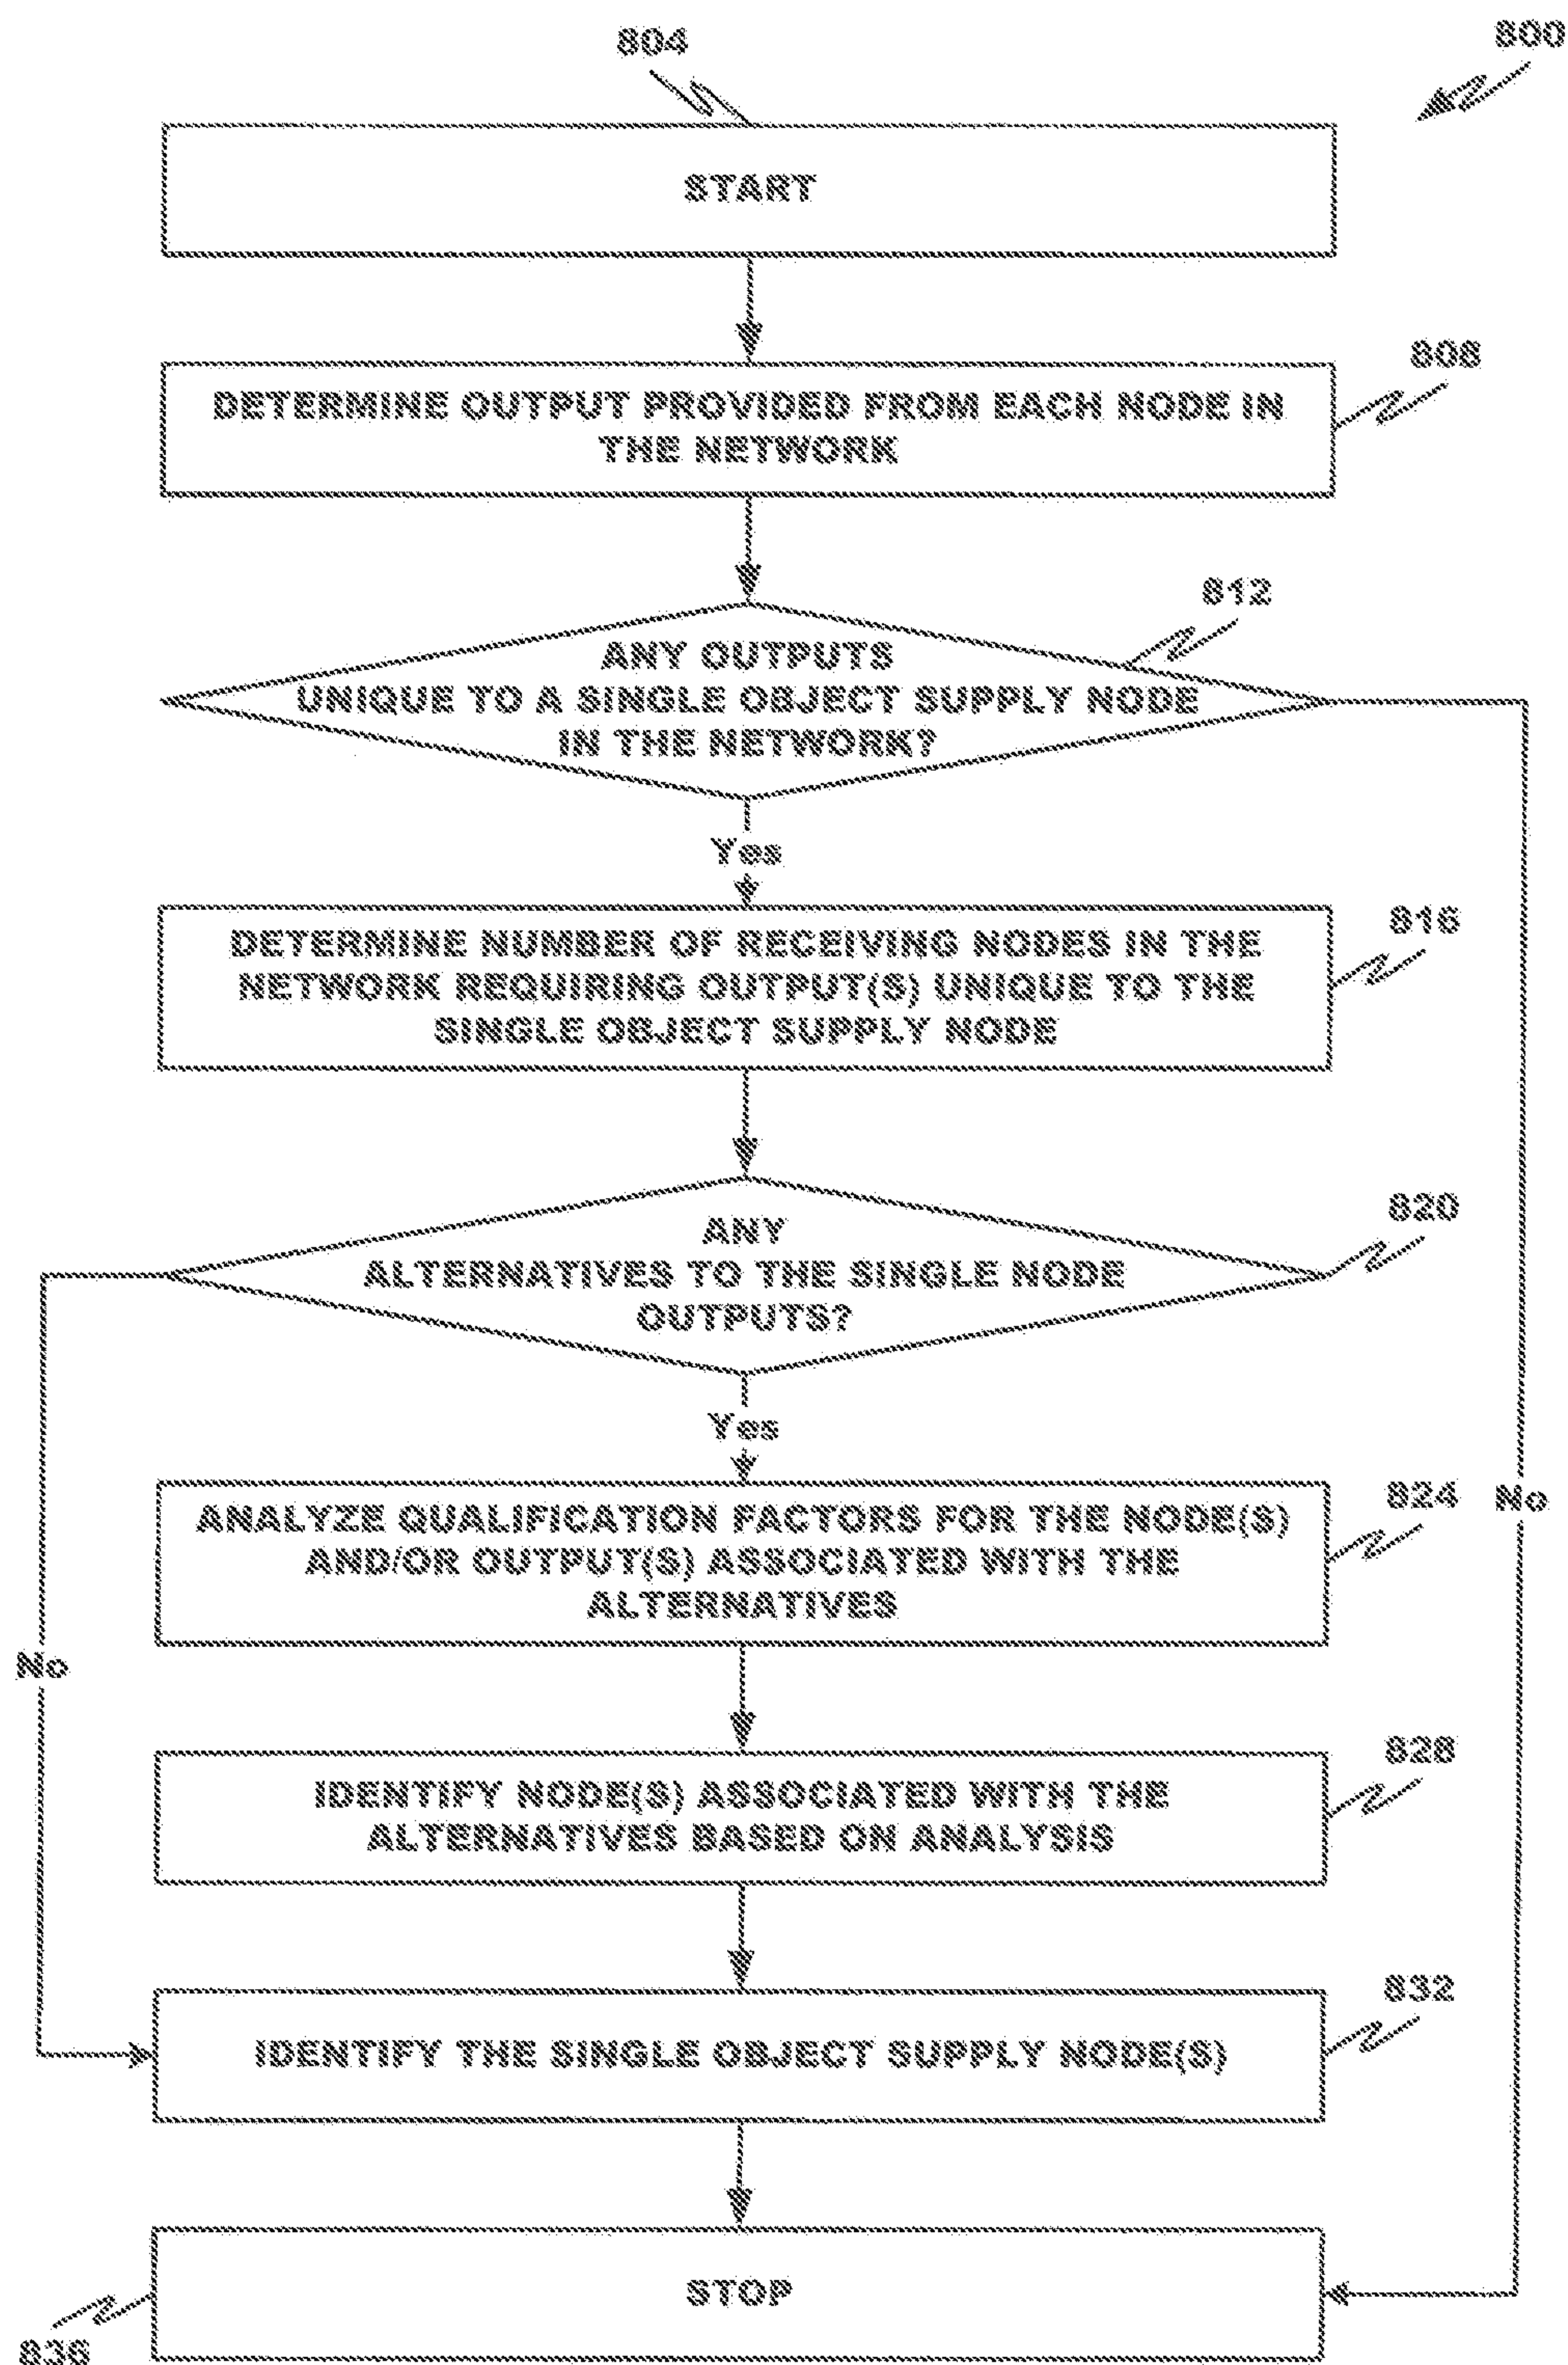 804
800
START
808
DETERMINE OUTPUT PROVIDED FROM EACH NODE IN
THE NETWORK
812
ANY OUTPUTS
UNIQUE TO A SINGLE OBJECT SUPPLY NODE
IN THE NETWORK?
Yes
816
DETERMINE NUMBER OF RECEIVING NODES IN THE
NETWORK REQUIRING OUTPUT(S) UNIQUE TO THE
SINGLE OBJECT SUPPLY NODE
820
ANY
ALTERNATIVES TO THE SINGLE NODE
OUTPUTS?
Yes
824
No
ANALYZE QUALIFICATION FACTORS FOR THE NODE(S)
AND/OR OUTPUT(S) ASSOCIATED WITH THE
ALTERNATIVES
No
828
IDENTIFY NODE(S) ASSOCIATED WITH THE
ALTERNATIVES BASED ON ANALYSIS
832
IDENTIFY THE SINGLE OBJECT SUPPLY NODE(S)
STOP
836